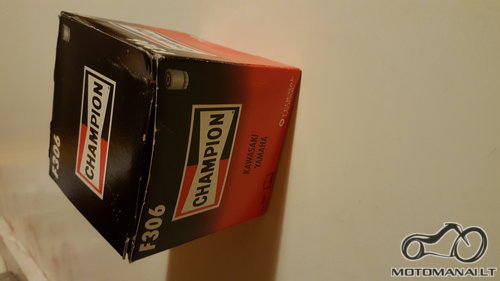 F306
CHAMPION
F306
CHAMPION
KAWASAKI
YAMAHA
MOTOMANAI.LT